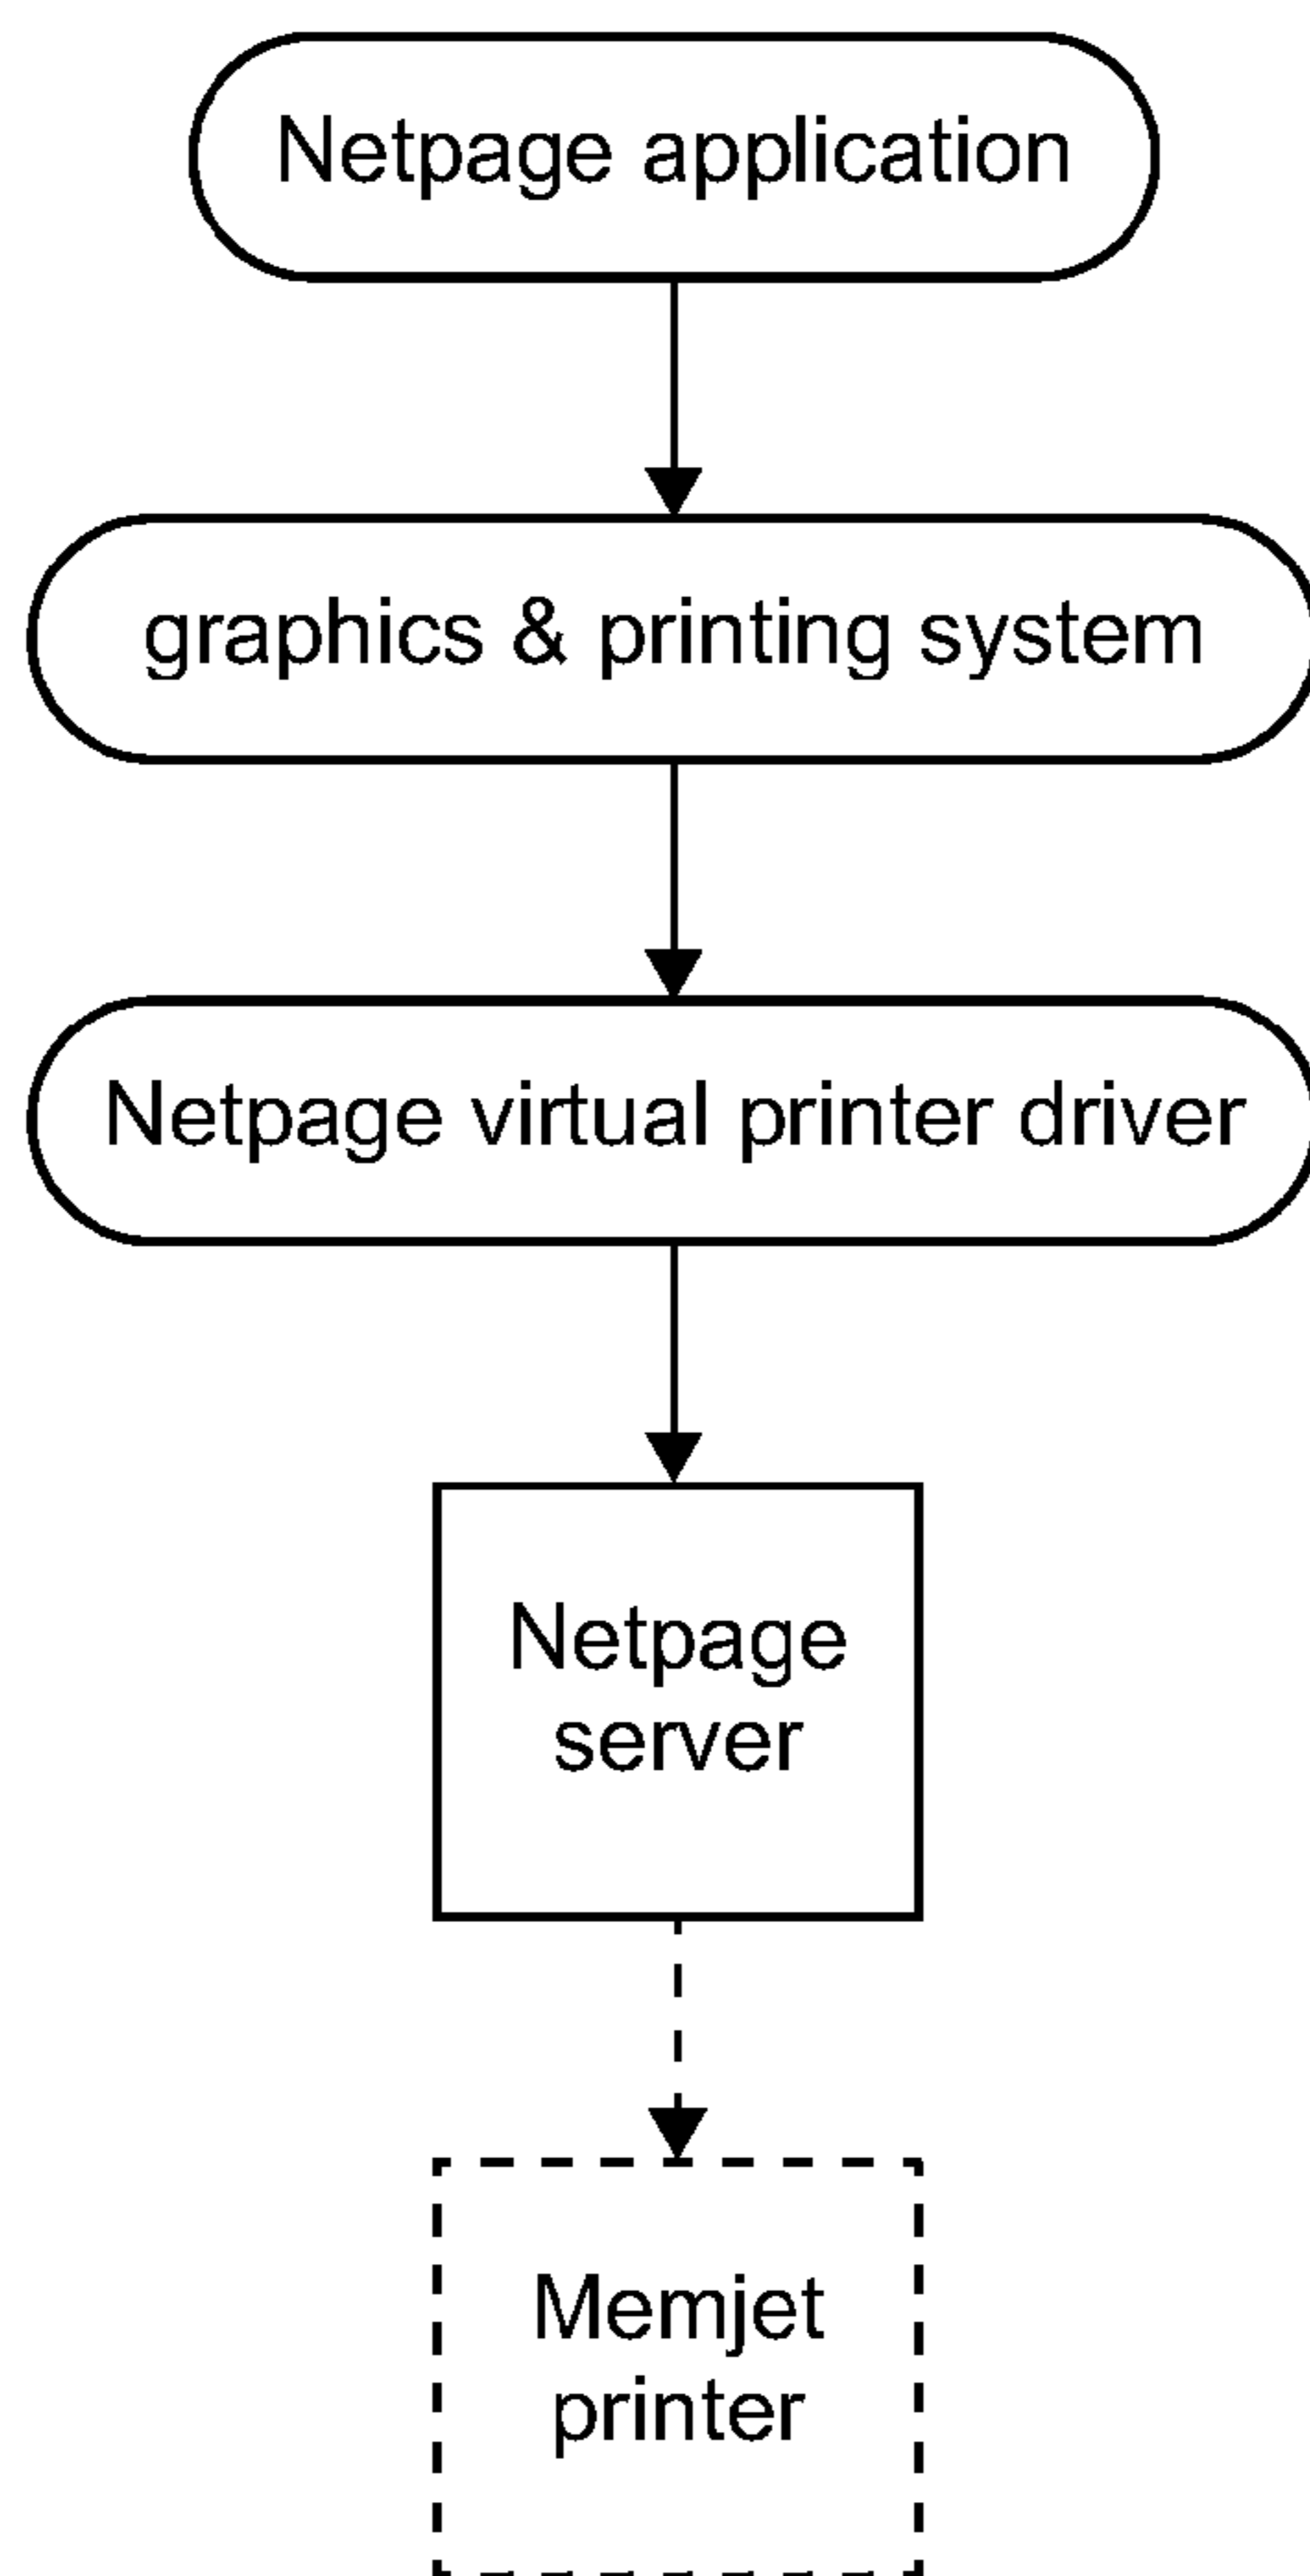 Netpage application
graphics & printing system
Netpage virtual printer driver
Netpage
server
Memjet
printer